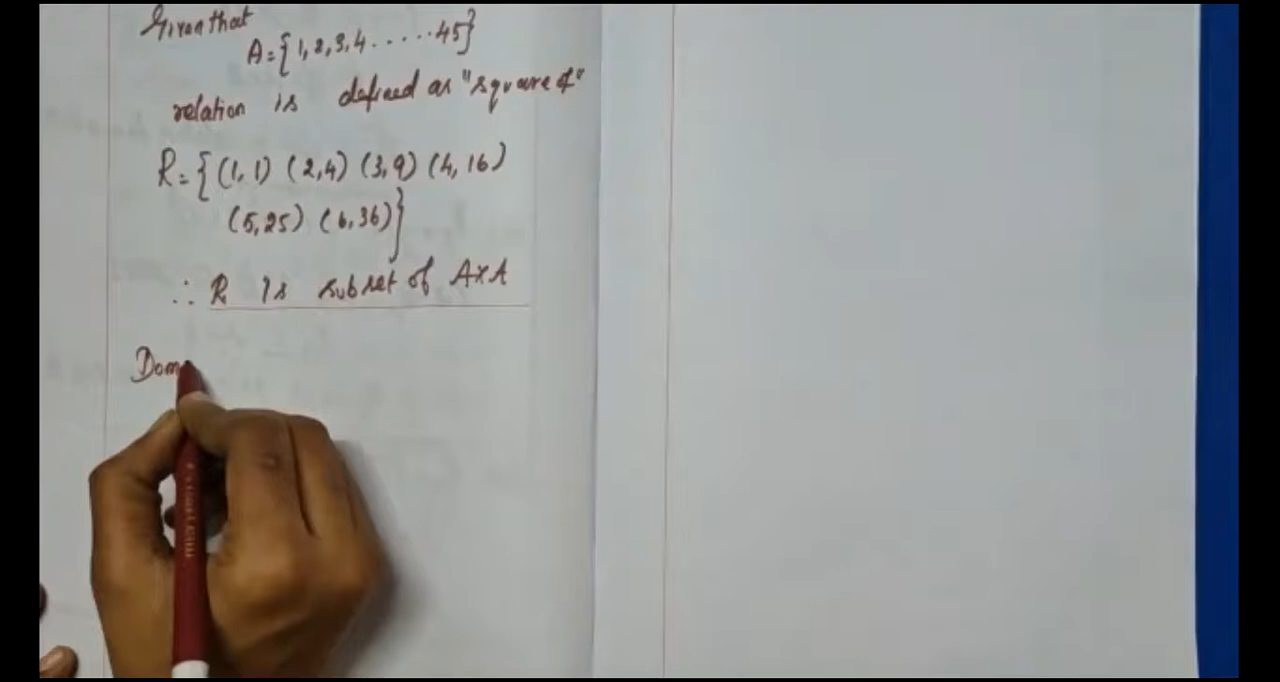 Given that
A={1,2,3,4.....45}
relation is defined as "square of"
R={(1,1) (2,4) (3,9) (4,16)
(5,25) (6,36)}
∴ R is subset of A×A
Dom